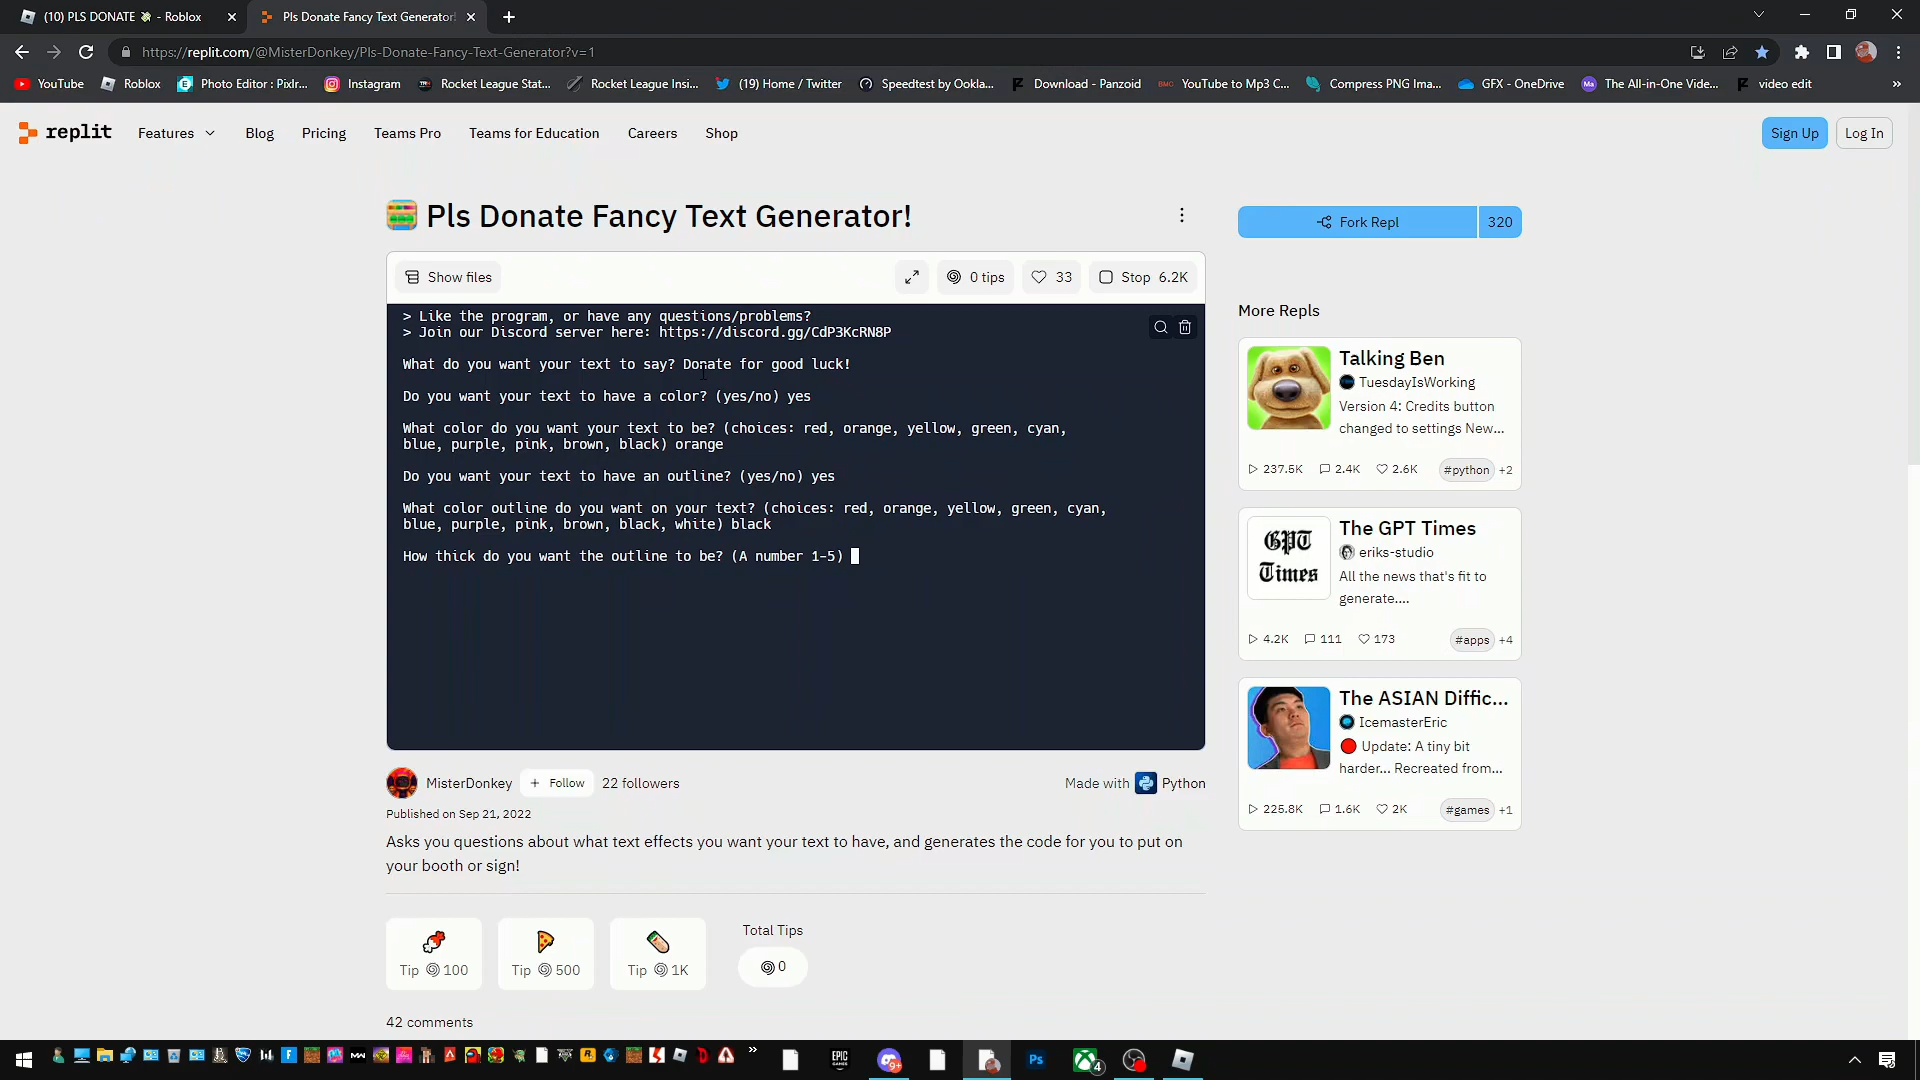 (10) PLS DONATE 💸 - Roblox
Pls Donate Fancy Text Generator!
https://replit.com/@MisterDonkey/Pls-Donate-Fancy-Text-Generator?v=1
YouTube
Roblox
Photo Editor : Pixlr...
Instagram
Rocket League Stat...
Rocket League Insi...
(19) Home / Twitter
Speedtest by Ookla...
Download - Panzoid
YouTube to Mp3 C...
Compress PNG Ima...
GFX - OneDrive
The All-in-One Vide...
video edit
»
replit
Features
Blog
Pricing
Teams Pro
Teams for Education
Careers
Shop
Sign Up
Log In
Pls Donate Fancy Text Generator!
Fork Repl
320
Show files
0 tips
33
Stop 6.2K
> Like the program, or have any questions/problems?
> Join our Discord server here: https://discord.gg/CdP3KcRN8P
What do you want your text to say? Donate for good luck!
Do you want your text to have a color? (yes/no) yes
What color do you want your text to be? (choices: red, orange, yellow, green, cyan,
blue, purple, pink, brown, black) orange
Do you want your text to have an outline? (yes/no) yes
What color outline do you want on your text? (choices: red, orange, yellow, green, cyan,
blue, purple, pink, brown, black, white) black
How thick do you want the outline to be? (A number 1-5)
MisterDonkey
+ Follow
22 followers
Made with Python
Published on Sep 21, 2022
Asks you questions about what text effects you want your text to have, and generates the code for you to put on
your booth or sign!
Tip 100
Tip 500
Tip 1K
Total Tips
0
42 comments
More Repls
Talking Ben
TuesdayIsWorking
Version 4: Credits button
changed to settings New...
237.5K
2.4K
2.6K
#python
+2
GPT
Times
The GPT Times
eriks-studio
All the news that's fit to
generate....
4.2K
111
173
#apps
+4
The ASIAN Diffic...
IcemasterEric
Update: A tiny bit
harder... Recreated from...
225.8K
1.6K
2K
#games
+1
EPIC
GAMES
9+
Ps
4